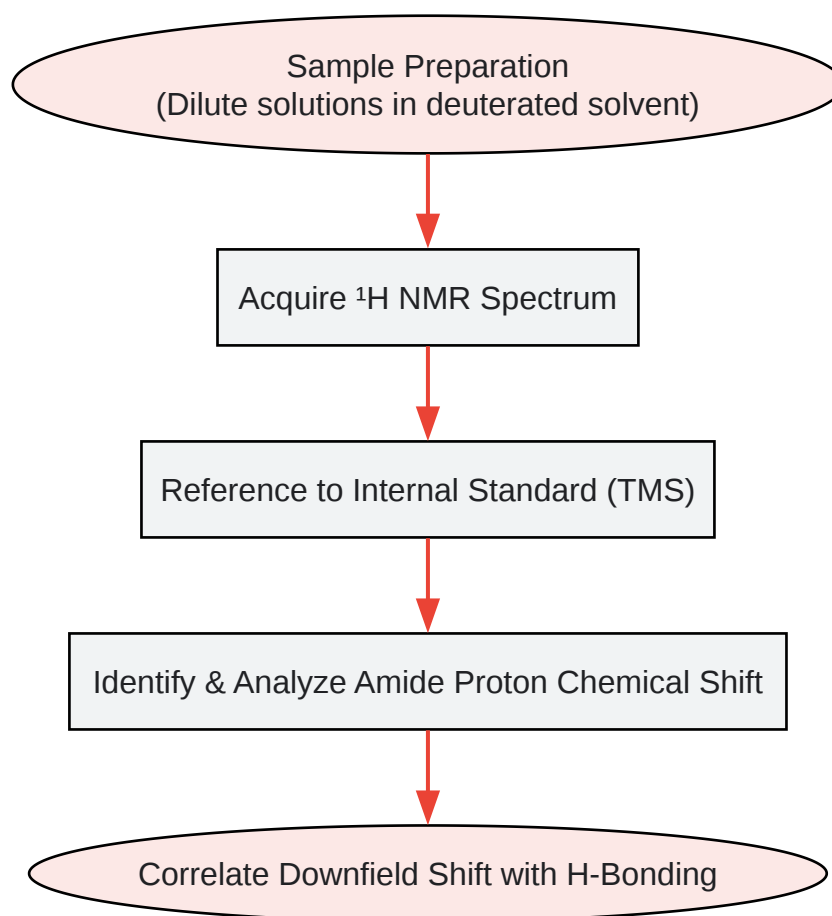 Sample Preparation
(Dilute solutions in deuterated solvent)
Acquire ¹H NMR Spectrum
Reference to Internal Standard (TMS)
Identify & Analyze Amide Proton Chemical Shift
Correlate Downfield Shift with H-Bonding